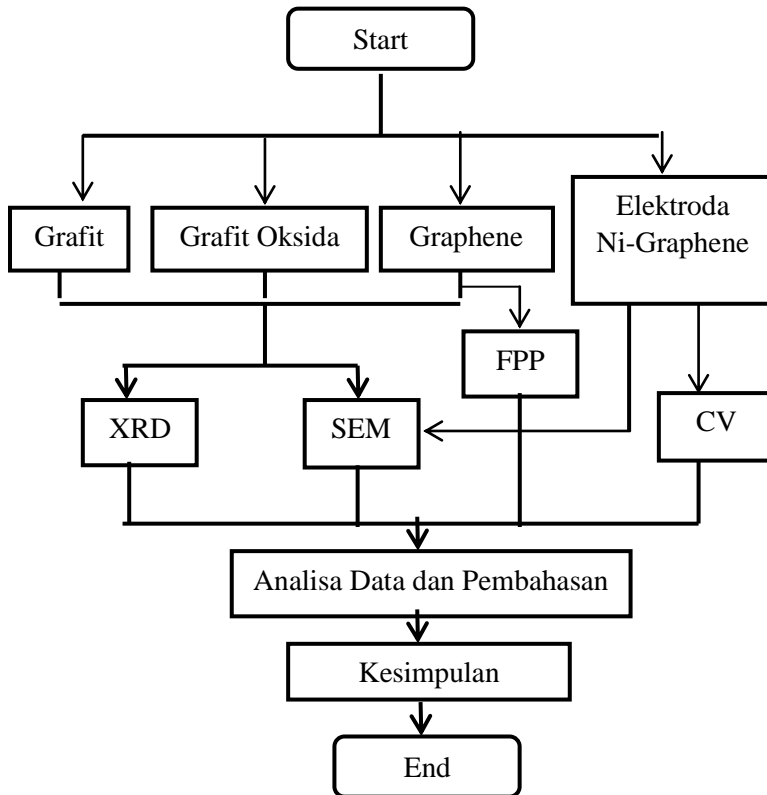 Start
Grafit
Grafit Oksida
Graphene
Elektroda
Ni-Graphene
FPP
XRD
SEM
CV
Analisa Data dan Pembahasan
Kesimpulan
End